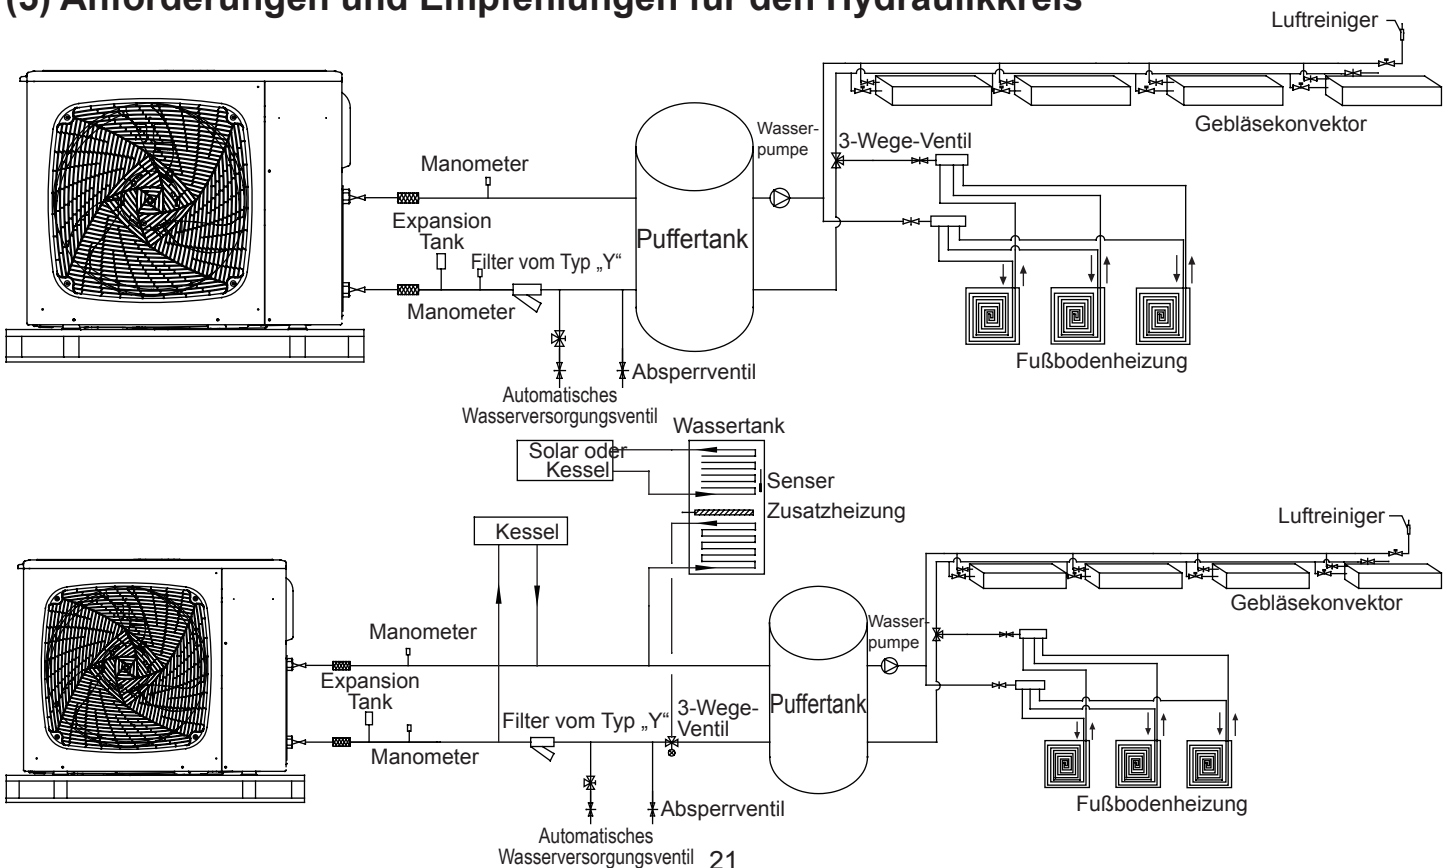 (3) Anforderungen und Empfehlungen für den Hydraulikkreis
Luftreiniger
Gebläsekonvektor
Wasser-
pumpe
3-Wege-Ventil
Manometer
Expansion
Tank
Puffertank
Filter vom Typ „Y“
Manometer
Fußbodenheizung
Absperrventil
Automatisches
Wasserversorgungsventil
Wassertank
Solar oder
Kessel
Senser
Zusatzheizung
Kessel
Luftreiniger
Gebläsekonvektor
Manometer
Wasser-
pumpe
Expansion
Tank
Filter vom Typ „Y“
3-Wege-
Ventil
Puffertank
Manometer
Fußbodenheizung
Absperrventil
Automatisches
Wasserversorgungsventil
21